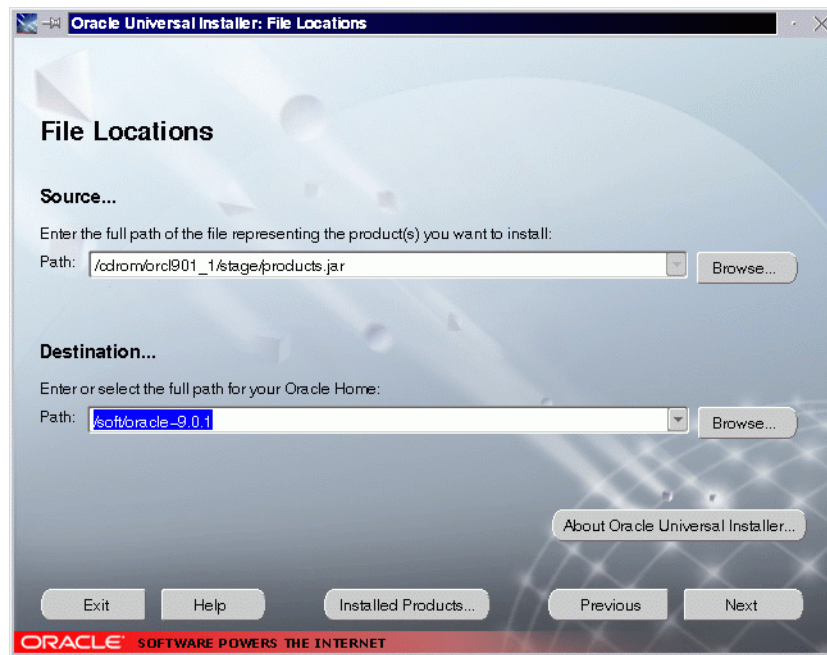 Oracle Universal Installer: File Locations
File Locations
Source...
Enter the full path of the file representing the product(s) you want to install:
Path: /cdrom/orcl901_1/stage/products.jar Browse...
Destination...
Enter or select the full path for your Oracle Home:
Path: /soft/oracle-9.0.1 Browse...
About Oracle Universal Installer...
Exit Help Installed Products... Previous Next
ORACLE SOFTWARE POWERS THE INTERNET